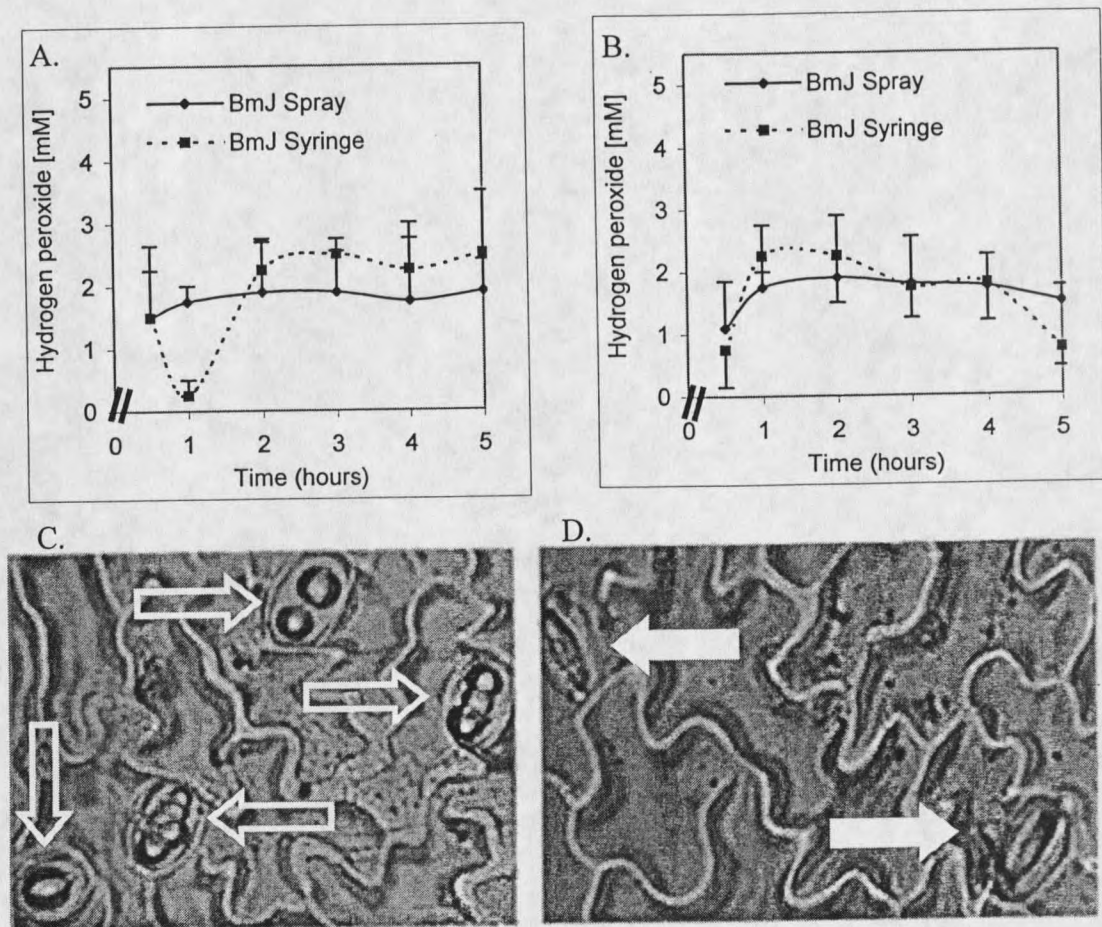 A.
Hydrogen peroxide [mM]
5
4
3
2
1
0
BmJ Spray
BmJ Syringe
0 1 2 3 4 5
Time (hours)
B.
Hydrogen peroxide [mM]
5
4
3
2
1
0
BmJ Spray
BmJ Syringe
0 1 2 3 4 5
Time (hours)
C.
D.